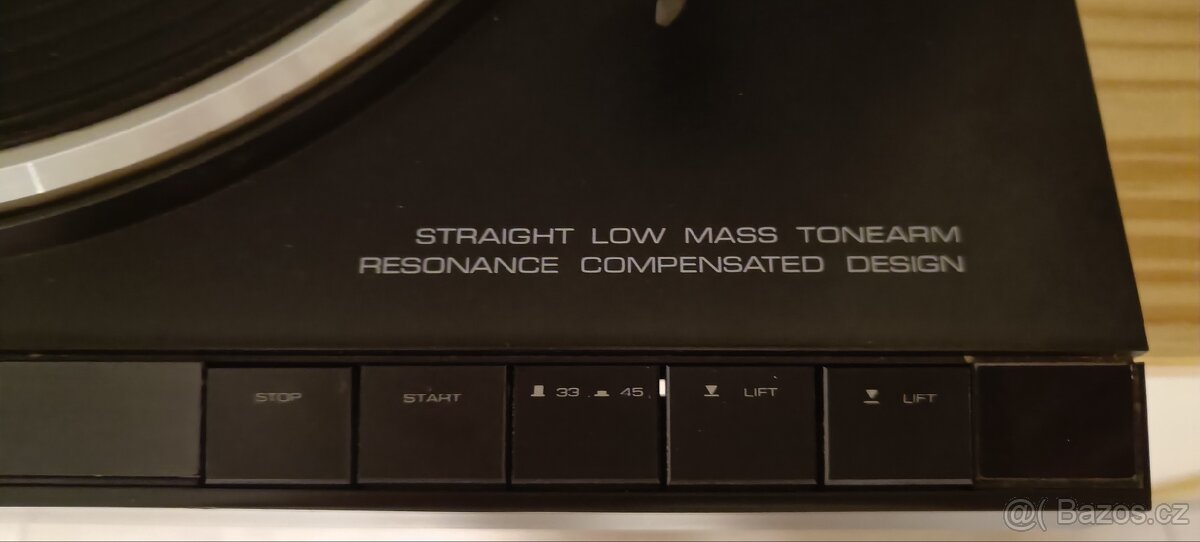 STRAIGHT LOW MASS TONEARM
RESONANCE COMPENSATED DESIGN
STOP START 33 45 LIFT LIFT
@( Bazos.cz